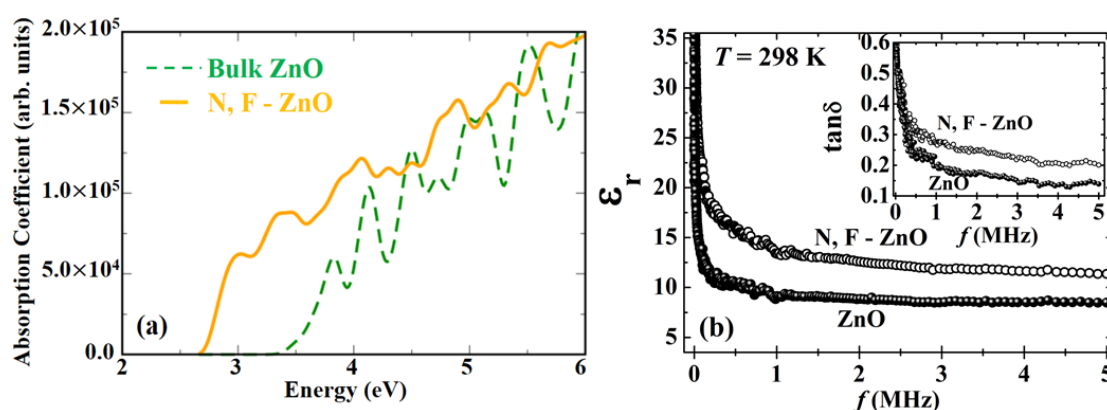 Absorption Coefficient (arb. units)
2.0×10⁵
1.5×10⁵
1.0×10⁵
5.0×10⁴
0.0
Bulk ZnO
N, F - ZnO
(a)
2 3 4 5 6
Energy (eV)
εr
35
30
25
20
15
10
5
T = 298 K
tanδ
0.6
0.5
0.4
0.3
0.2
0.1
N, F - ZnO
ZnO
0 1 2 3 4 5
f (MHz)
N, F - ZnO
ZnO
(b)
0 1 2 3 4 5
f (MHz)